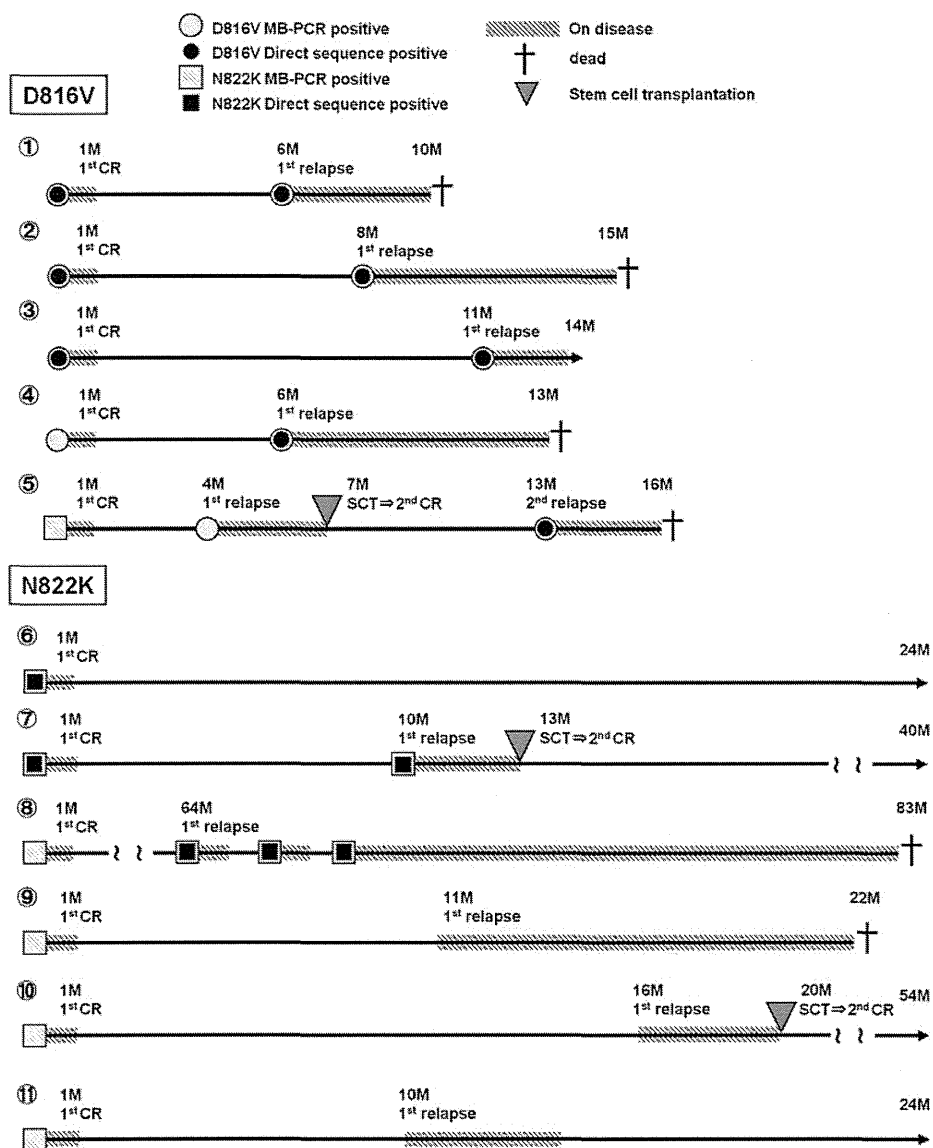 D816V MB-PCR positive
D816V Direct sequence positive
N822K MB-PCR positive
N822K Direct sequence positive
On disease
dead
Stem cell transplantation
D816V
① 1M 6M 10M
1st CR 1st relapse
② 1M 8M 15M
1st CR 1st relapse
③ 1M 11M 14M
1st CR 1st relapse
④ 1M 6M 13M
1st CR 1st relapse
⑤ 1M 4M 7M 13M 16M
1st CR 1st relapse SCT⇒2nd CR 2nd relapse
N822K
⑥ 1M 24M
1st CR
⑦ 1M 10M 13M 40M
1st CR 1st relapse SCT⇒2nd CR
⑧ 1M 64M 83M
1st CR 1st relapse
⑨ 1M 11M 22M
1st CR 1st relapse
⑩ 1M 16M 20M 54M
1st CR 1st relapse SCT⇒2nd CR
⑪ 1M 10M 24M
1st CR 1st relapse